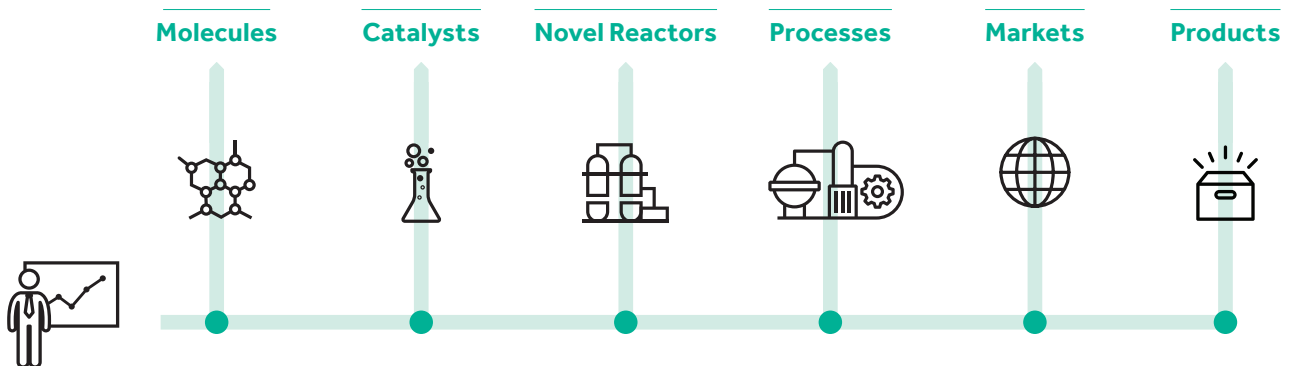 Molecules
Catalysts
Novel Reactors
Processes
Markets
Products